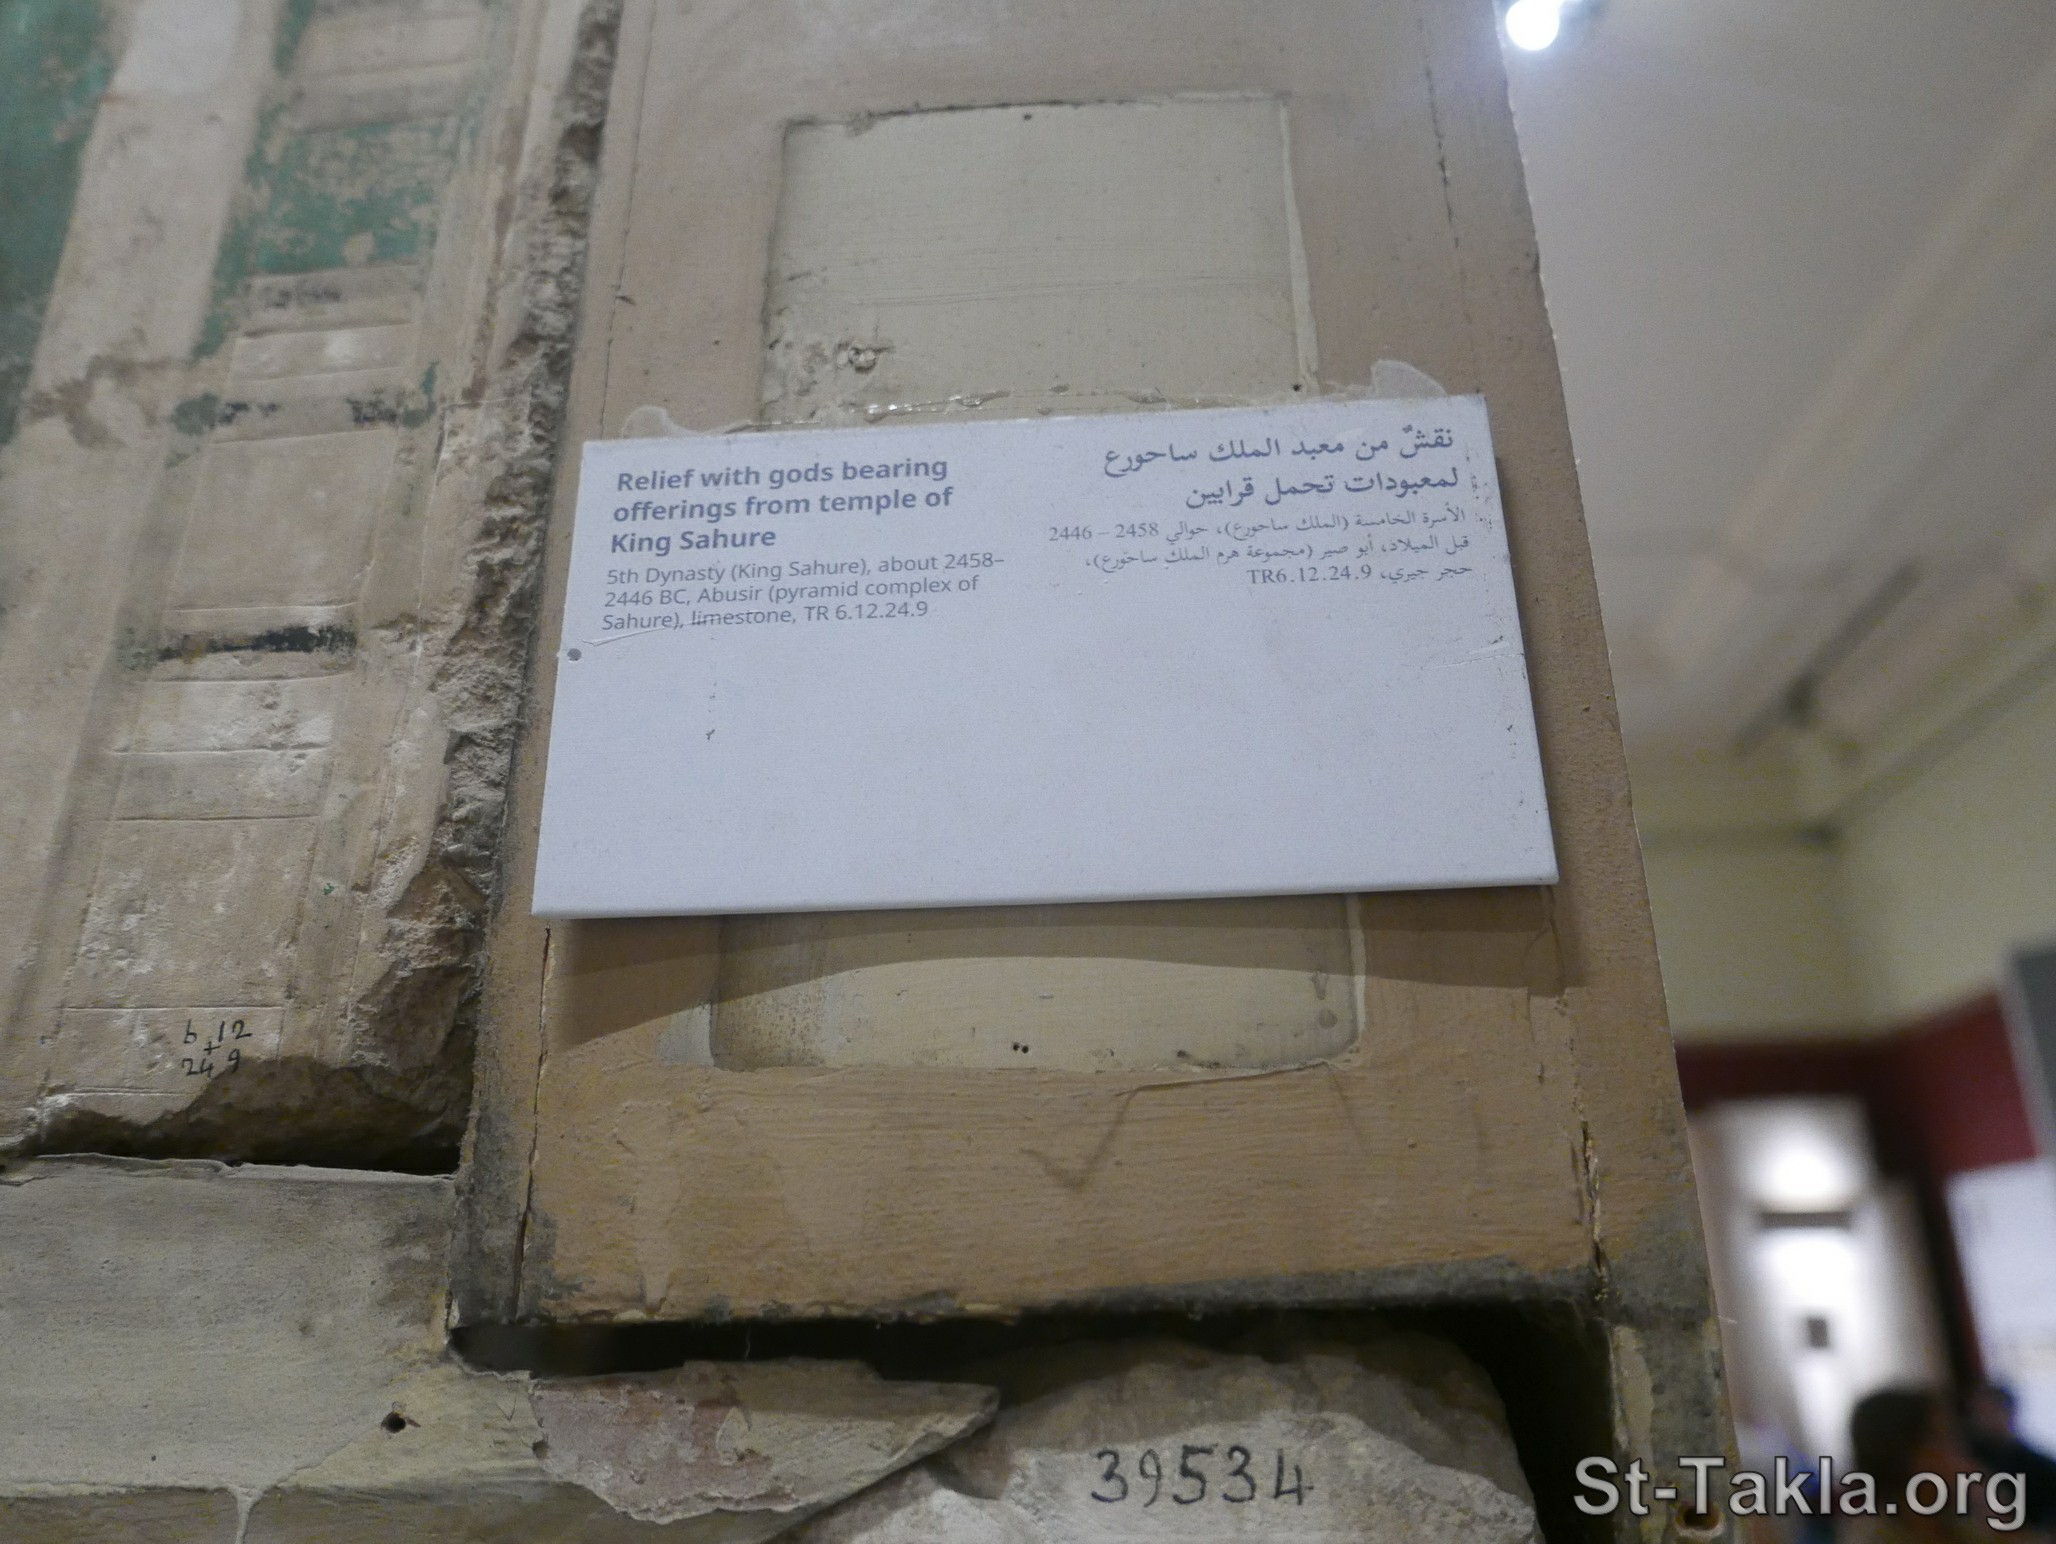 Relief with gods bearing
offerings from temple of
King Sahure
5th Dynasty (King Sahure), about 2458–
2446 BC, Abusir (pyramid complex of
Sahure), limestone, TR 6.12.24.9
نقشٌ من معبد الملك ساحورع
لمعبودات تحمل قرابين
الأسرة الخامسة (الملك ساحورع)، حوالي 2458 – 2446
قبل الميلاد، أبو صير (مجموعة هرم الملك ساحورع)،
حجر جيري، TR6.12.24.9
6 12
24 9
39534
St-Takla.org